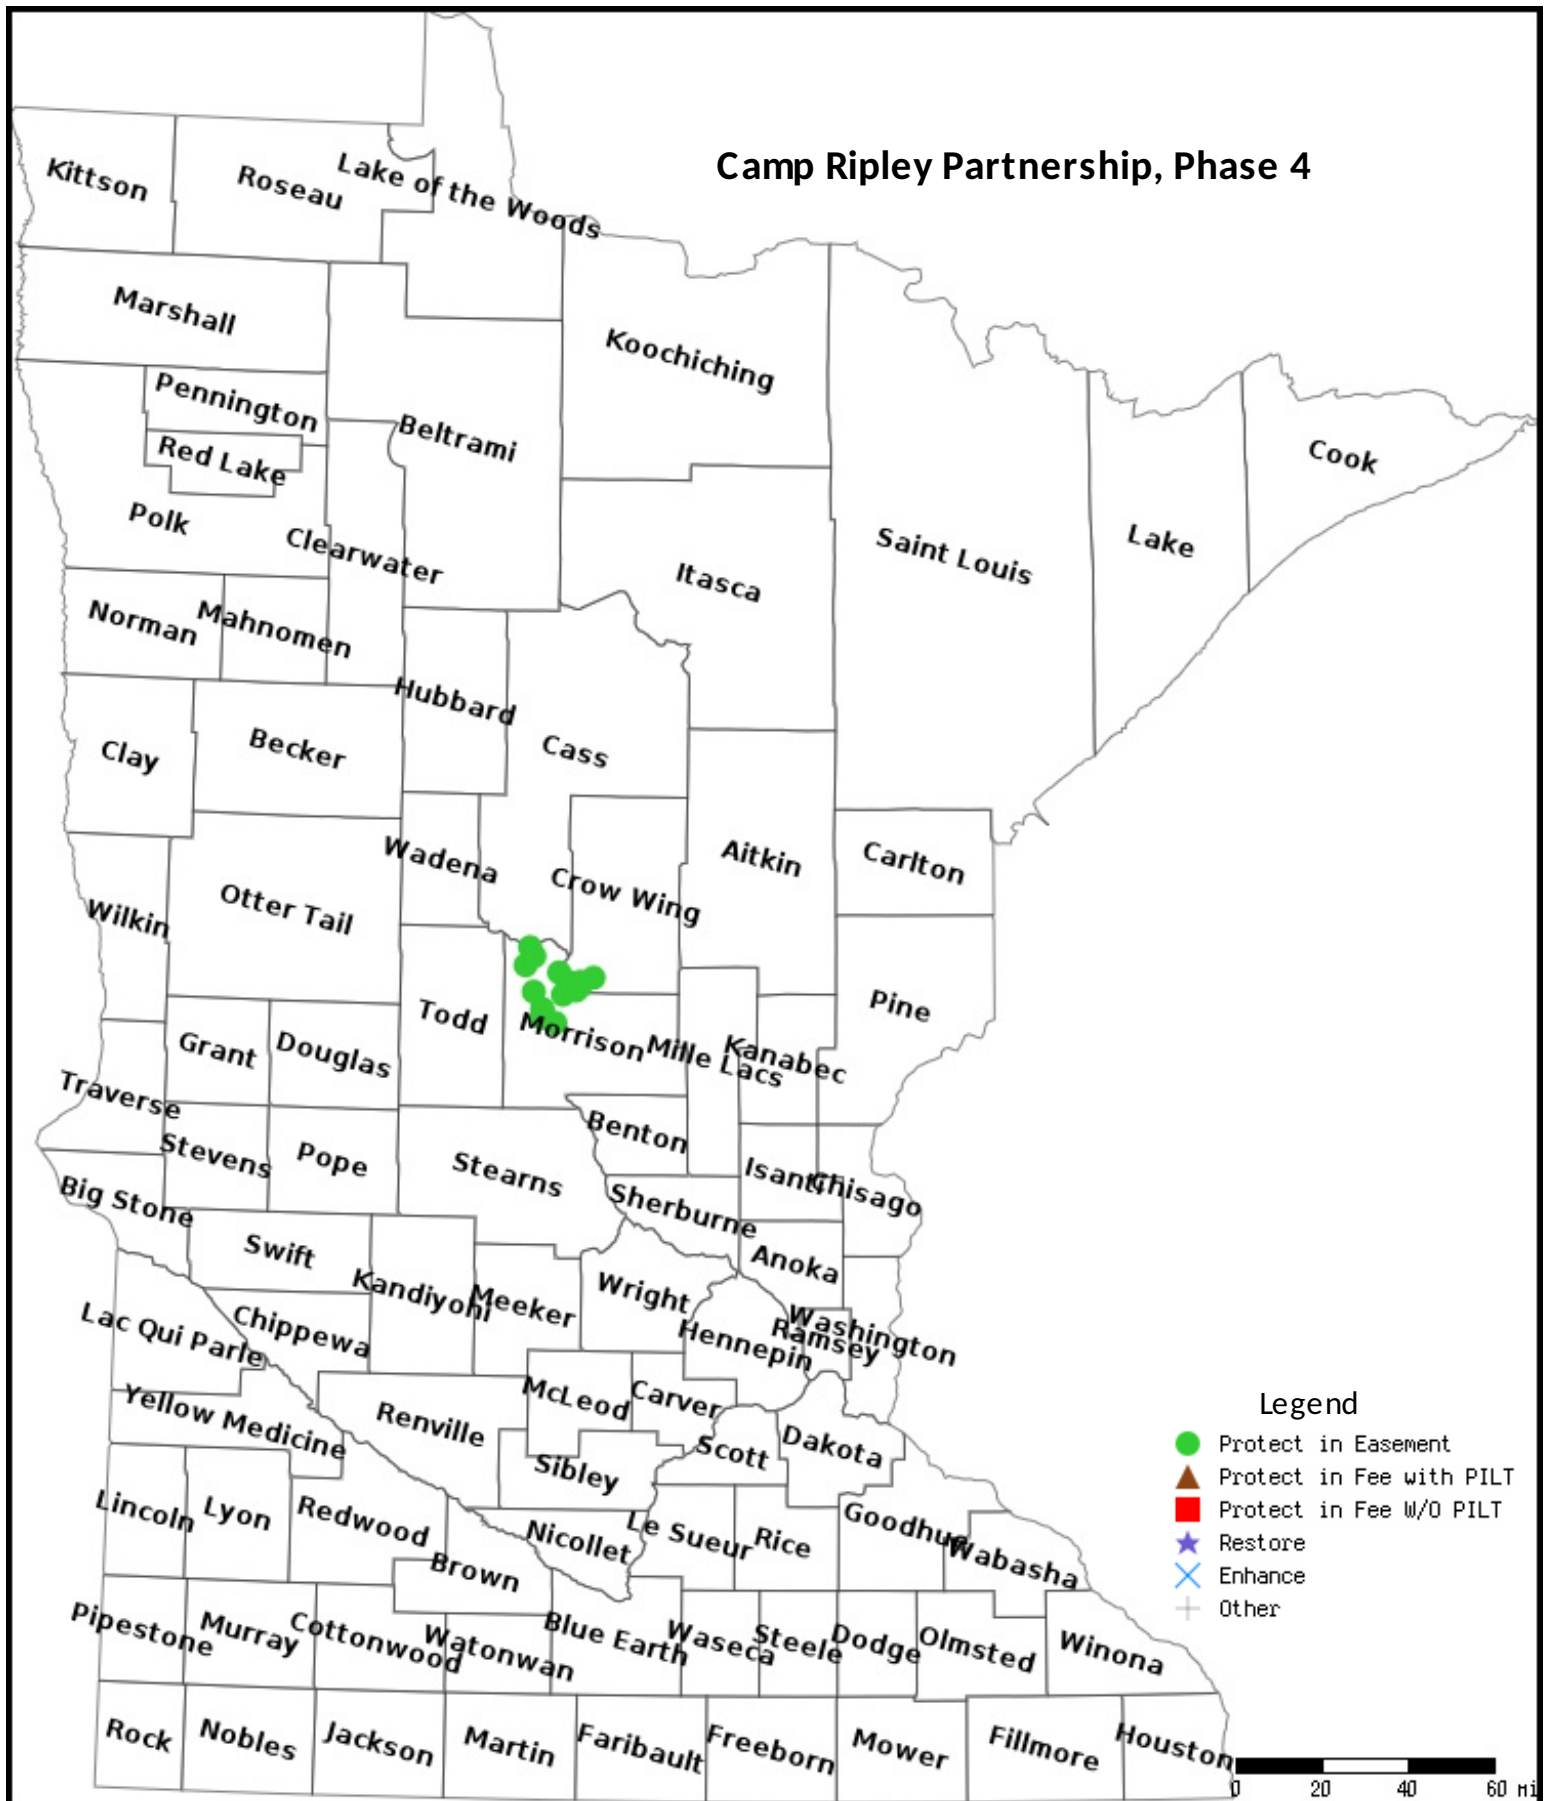 Camp Ripley Partnership, Phase 4
Kittson
Roseau
Lake of the Woods
Marshall
Koochiching
Pennington
Beltrami
Red Lake
Cook
Polk
Clearwater
Saint Louis
Lake
Itasca
Norman
Mahnomen
Hubbard
Cass
Clay
Becker
Wadena
Crow Wing
Aitkin
Carlton
Wilkin
Otter Tail
Todd
Morrison
Mille Lacs
Kanabec
Pine
Grant
Douglas
Traverse
Stevens
Pope
Stearns
Benton
Isanti
Chisago
Big Stone
Sherburne
Swift
Anoka
Kandiyohi
Meeker
Wright
Lac Qui Parle
Chippewa
Hennepin
Ramsey
Washington
Yellow Medicine
Renville
McLeod
Carver
Scott
Dakota
Sibley
Lincoln
Lyon
Redwood
Nicollet
Le Sueur
Rice
Goodhue
Wabasha
Brown
Pipestone
Murray
Cottonwood
Watonwan
Blue Earth
Waseca
Steele
Dodge
Olmsted
Winona
Rock
Nobles
Jackson
Martin
Faribault
Freeborn
Mower
Fillmore
Houston
Legend
Protect in Easement
Protect in Fee with PILT
Protect in Fee W/O PILT
Restore
Enhance
Other
0 20 40 60 mi